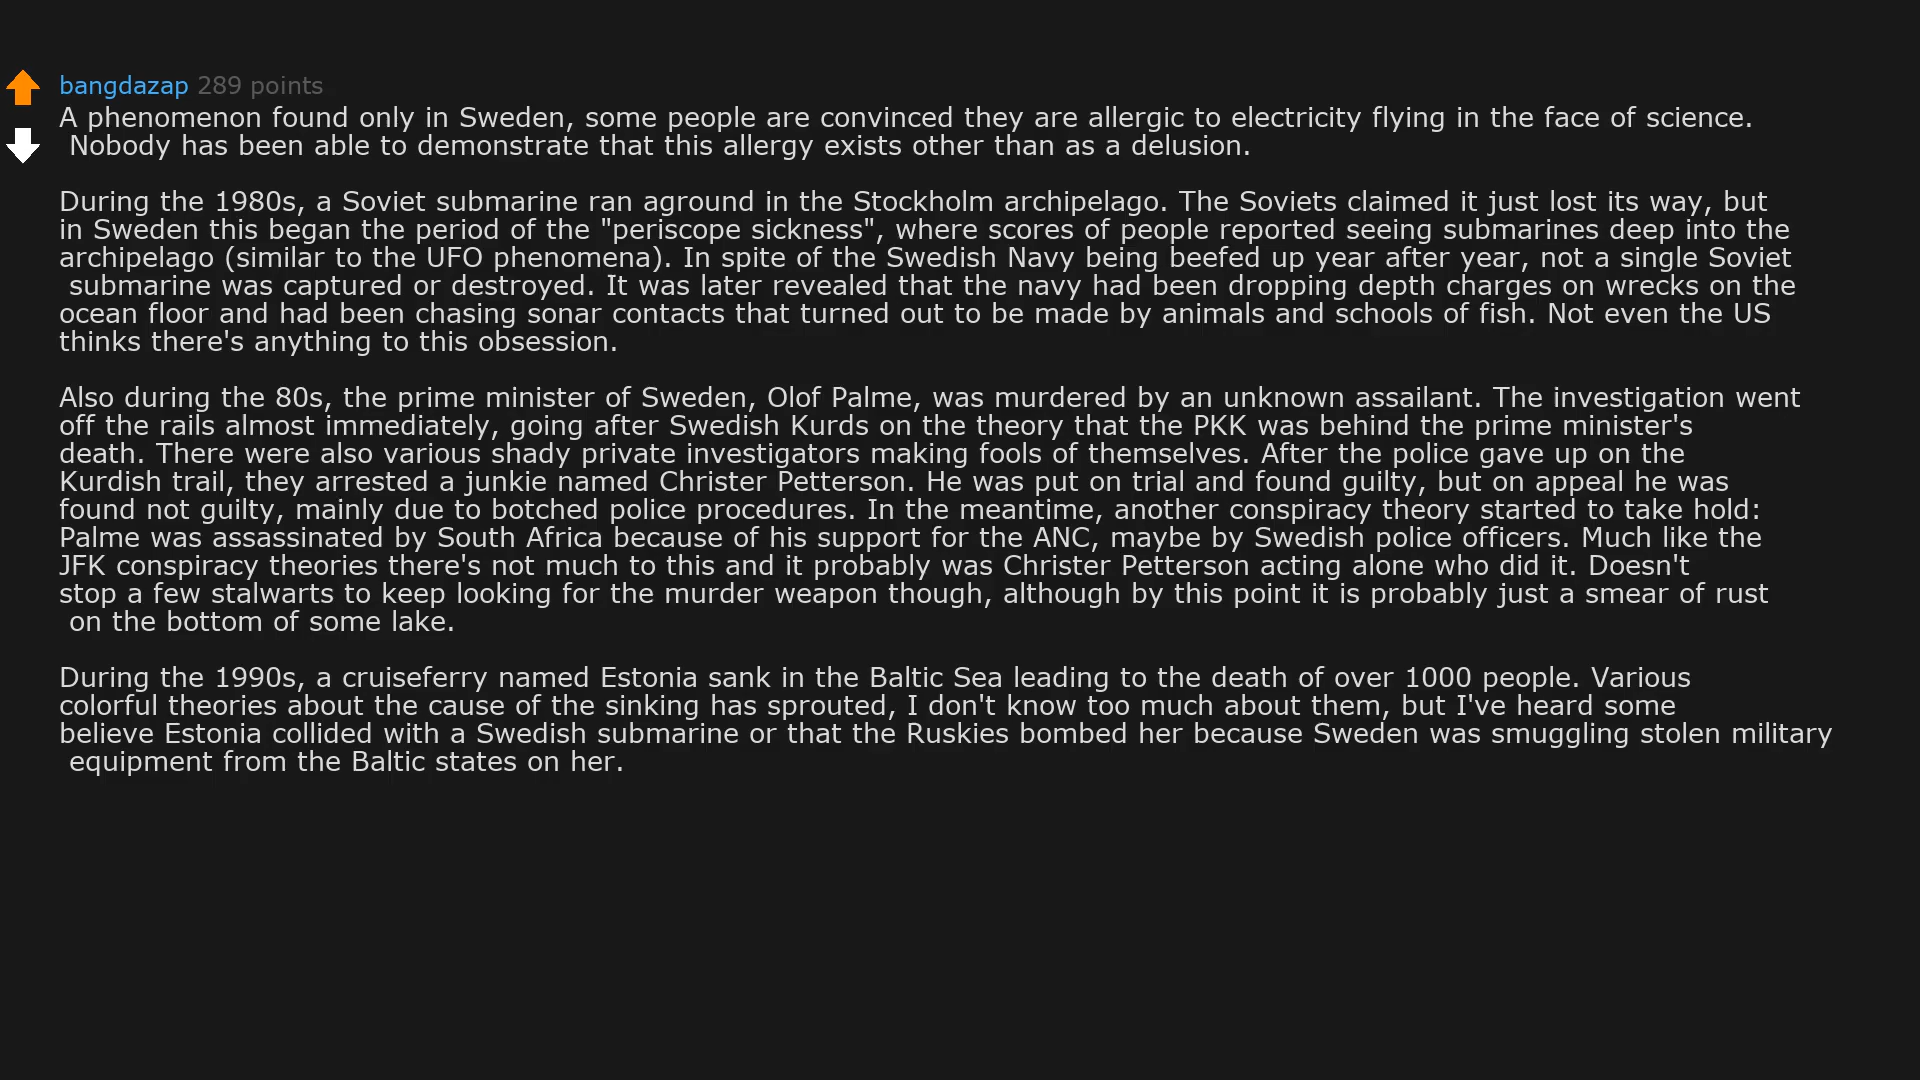 bangdazap 289 points
A phenomenon found only in Sweden, some people are convinced they are allergic to electricity flying in the face of science.
Nobody has been able to demonstrate that this allergy exists other than as a delusion.
During the 1980s, a Soviet submarine ran aground in the Stockholm archipelago. The Soviets claimed it just lost its way, but
in Sweden this began the period of the "periscope sickness", where scores of people reported seeing submarines deep into the
archipelago (similar to the UFO phenomena). In spite of the Swedish Navy being beefed up year after year, not a single Soviet
submarine was captured or destroyed. It was later revealed that the navy had been dropping depth charges on wrecks on the
ocean floor and had been chasing sonar contacts that turned out to be made by animals and schools of fish. Not even the US
thinks there's anything to this obsession.
Also during the 80s, the prime minister of Sweden, Olof Palme, was murdered by an unknown assailant. The investigation went
off the rails almost immediately, going after Swedish Kurds on the theory that the PKK was behind the prime minister's
death. There were also various shady private investigators making fools of themselves. After the police gave up on the
Kurdish trail, they arrested a junkie named Christer Petterson. He was put on trial and found guilty, but on appeal he was
found not guilty, mainly due to botched police procedures. In the meantime, another conspiracy theory started to take hold:
Palme was assassinated by South Africa because of his support for the ANC, maybe by Swedish police officers. Much like the
JFK conspiracy theories there's not much to this and it probably was Christer Petterson acting alone who did it. Doesn't
stop a few stalwarts to keep looking for the murder weapon though, although by this point it is probably just a smear of rust
on the bottom of some lake.
During the 1990s, a cruiseferry named Estonia sank in the Baltic Sea leading to the death of over 1000 people. Various
colorful theories about the cause of the sinking has sprouted, I don't know too much about them, but I've heard some
believe Estonia collided with a Swedish submarine or that the Ruskies bombed her because Sweden was smuggling stolen military
equipment from the Baltic states on her.